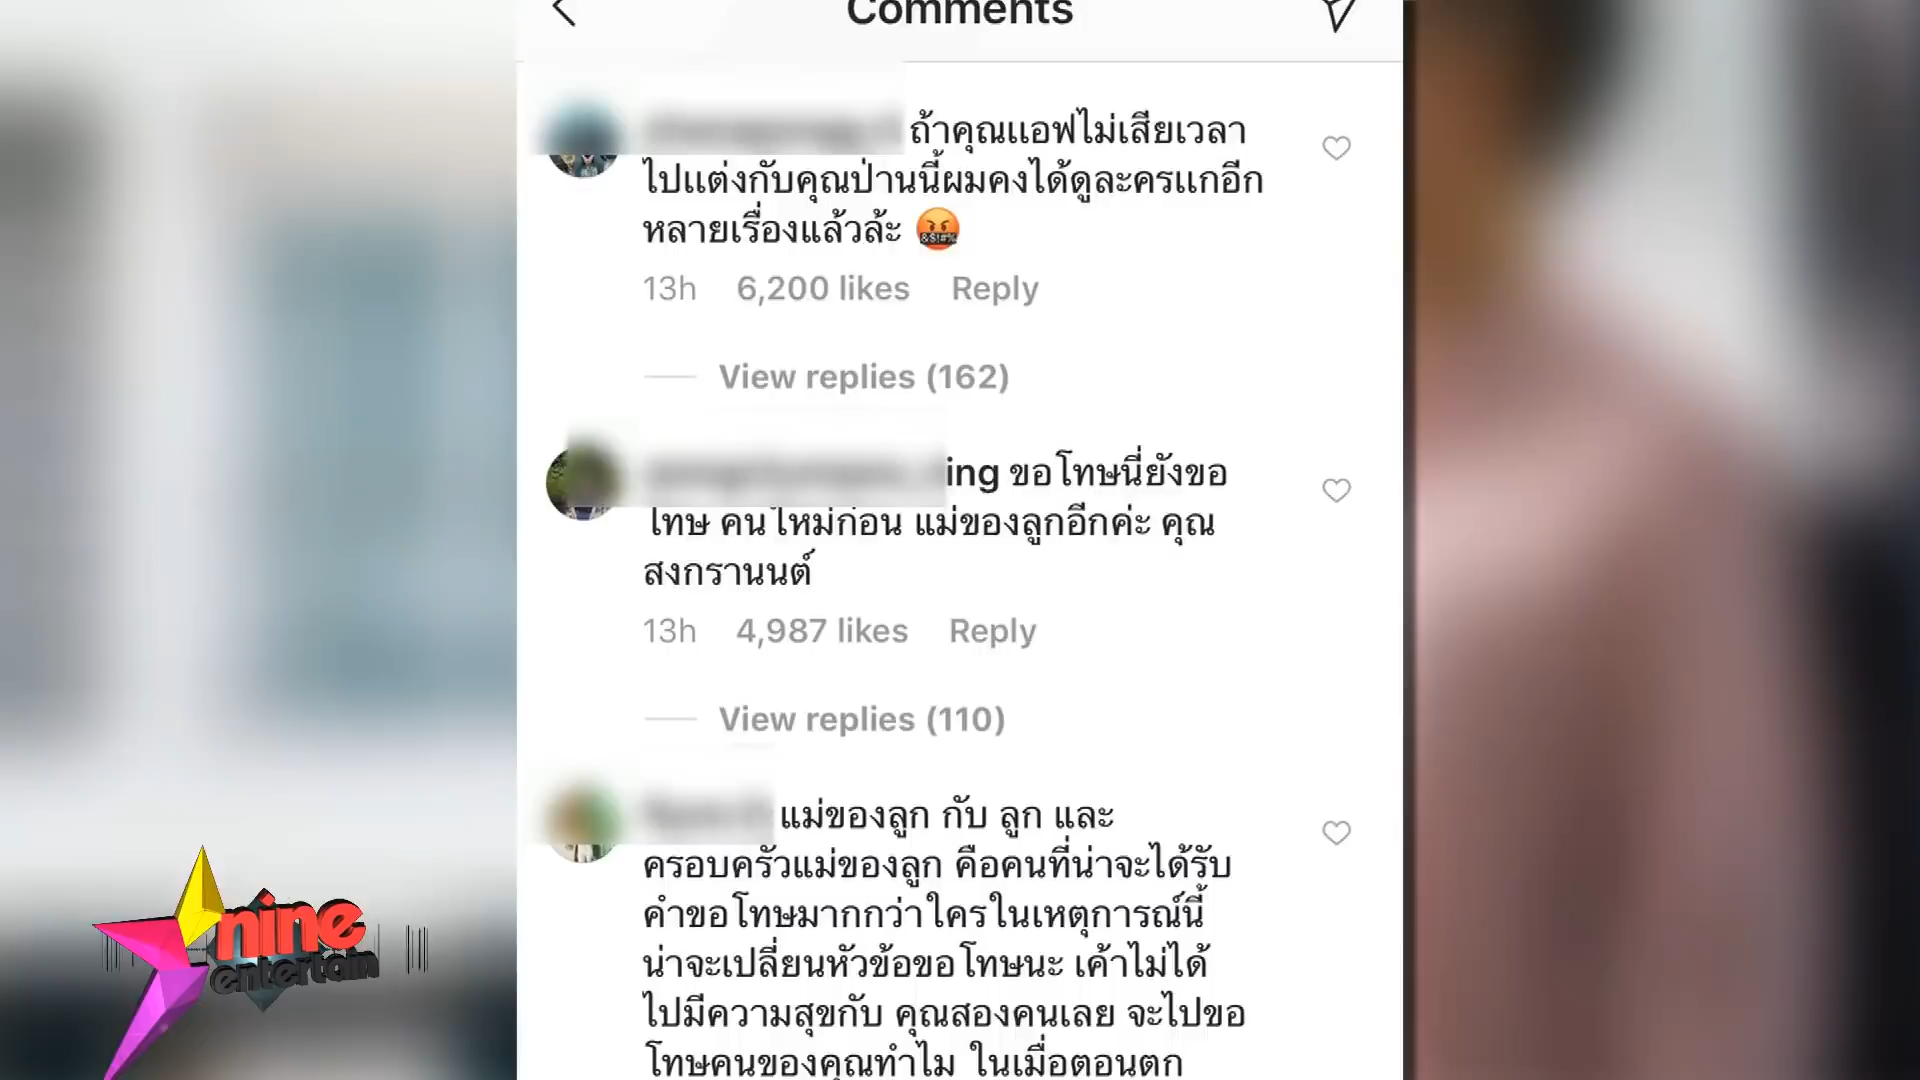 Comments
ถ้าคุณแอฟไม่เสียเวลา
ไปแต่งกับคุณป่านนี้ผมคงได้ดูละครแกอีก
หลายเรื่องแล้วล้ะ 🤬
13h 6,200 likes Reply
View replies (162)
ing ขอโทษนี่ยังขอ
โทษ คนใหม่ก่อน แม่ของลูกอีกค่ะ คุณ
สงกรานนต์
13h 4,987 likes Reply
View replies (110)
แม่ของลูก กับ ลูก และ
ครอบครัวแม่ของลูก คือคนที่น่าจะได้รับ
คำขอโทษมากกว่าใครในเหตุการณ์นี้
น่าจะเปลี่ยนหัวข้อขอโทษนะ เค้าไม่ได้
ไปมีความสุขกับ คุณสองคนเลย จะไปขอ
โทษคนของคุณทำไม ในเมื่อตอนตก
nine
entertain